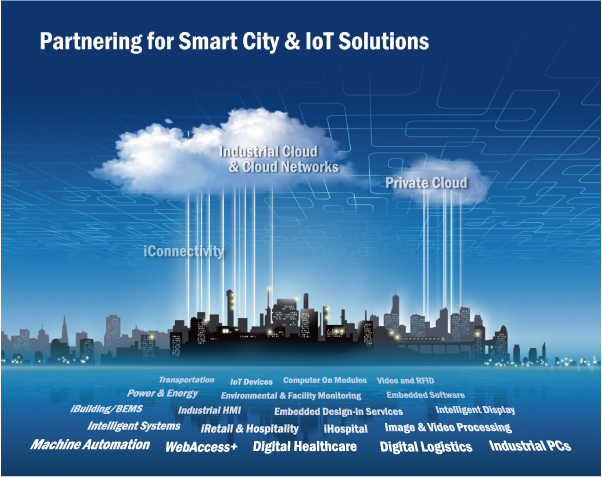 Partnering for Smart City & IoT Solutions
Industrial Cloud
& Cloud Networks
Private Cloud
iConnectivity
Transportation IoT Devices Computer On Modules Video and RFID
Power & Energy Environmental & Facility Monitoring Embedded Software
iBuilding/BEMS Industrial HMI Embedded Design-in Services Intelligent Display
Intelligent Systems iRetail & Hospitality iHospital Image & Video Processing
Machine Automation WebAccess+ Digital Healthcare Digital Logistics Industrial PCs